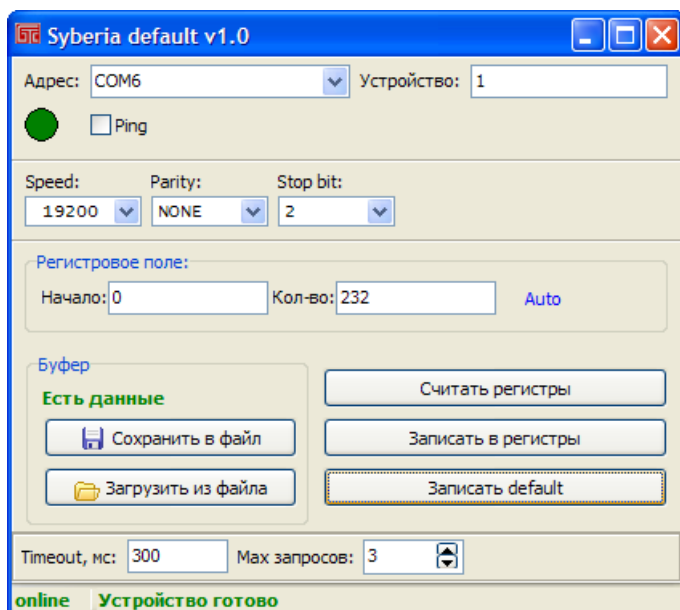 Syberia default v1.0
Адрес: COM6 Устройство: 1
Ping
Speed: Parity: Stop bit:
19200 NONE 2
Регистровое поле:
Начало: 0 Кол-во: 232 Auto
Буфер
Есть данные
Считать регистры
Сохранить в файл Записать в регистры
Загрузить из файла Записать default
Timeout, мс: 300 Max запросов: 3
online Устройство готово